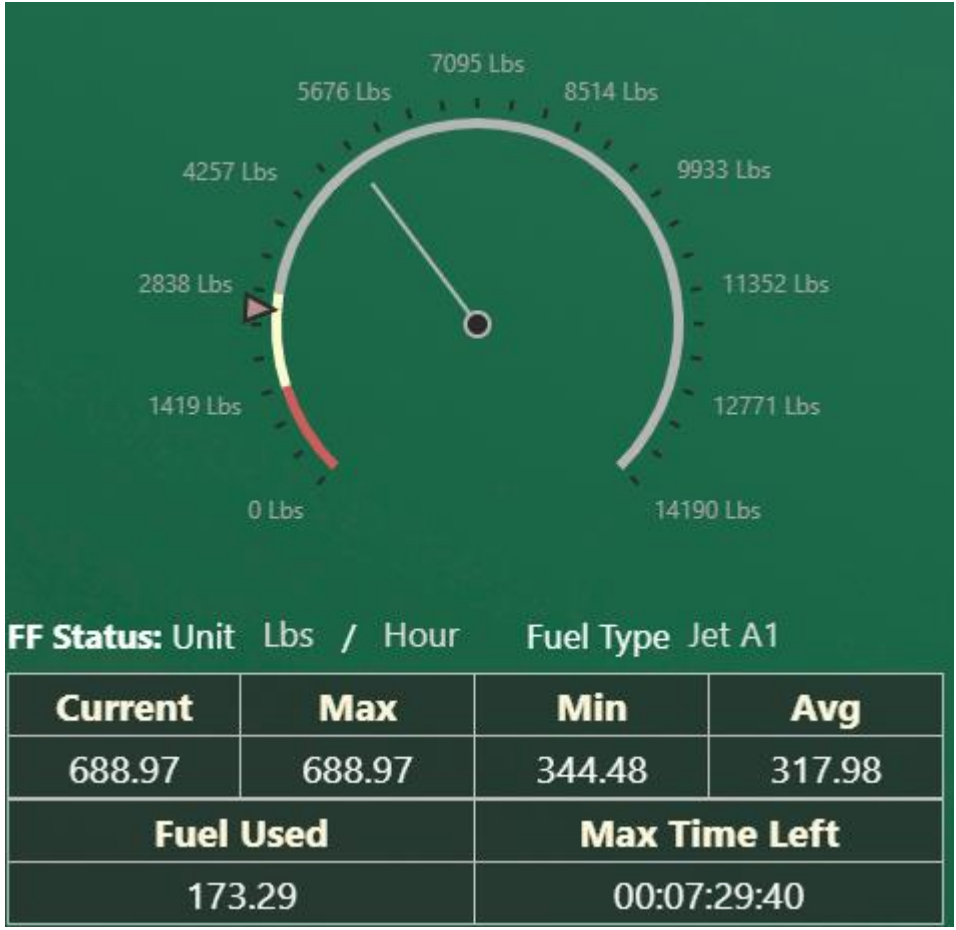 7095 Lbs
5676 Lbs 8514 Lbs
4257 Lbs 9933 Lbs
2838 Lbs 11352 Lbs
1419 Lbs 12771 Lbs
0 Lbs 14190 Lbs
FF Status: Unit Lbs / Hour Fuel Type Jet A1
Current Max Min Avg
688.97 688.97 344.48 317.98
Fuel Used Max Time Left
173.29 00:07:29:40